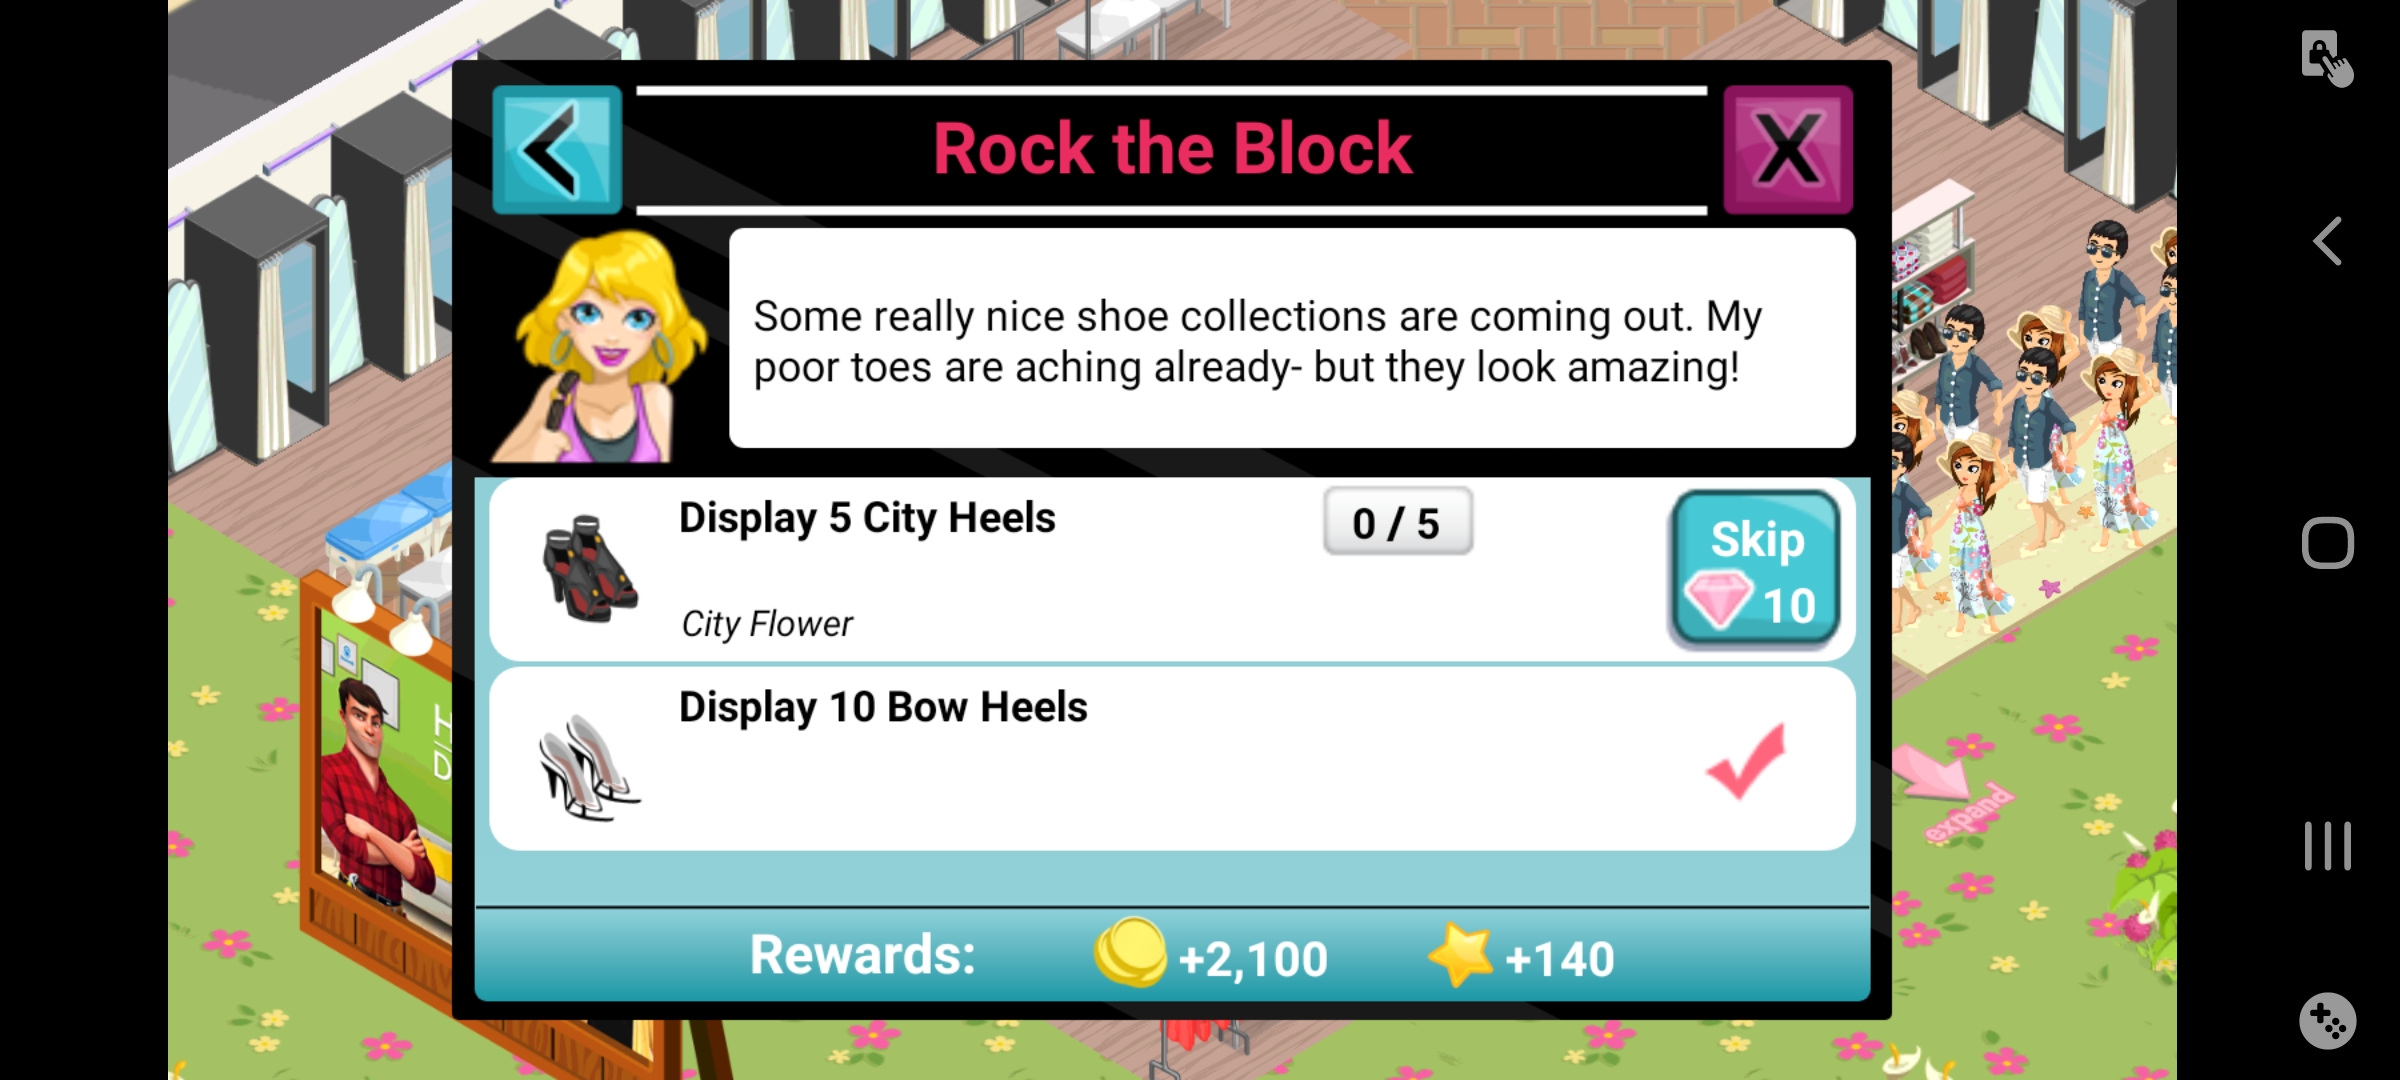 Rock the Block
Some really nice shoe collections are coming out. My
poor toes are aching already- but they look amazing!
Display 5 City Heels
0 / 5
Skip
10
City Flower
Display 10 Bow Heels
H
D
expand
Rewards:
+2,100
+140